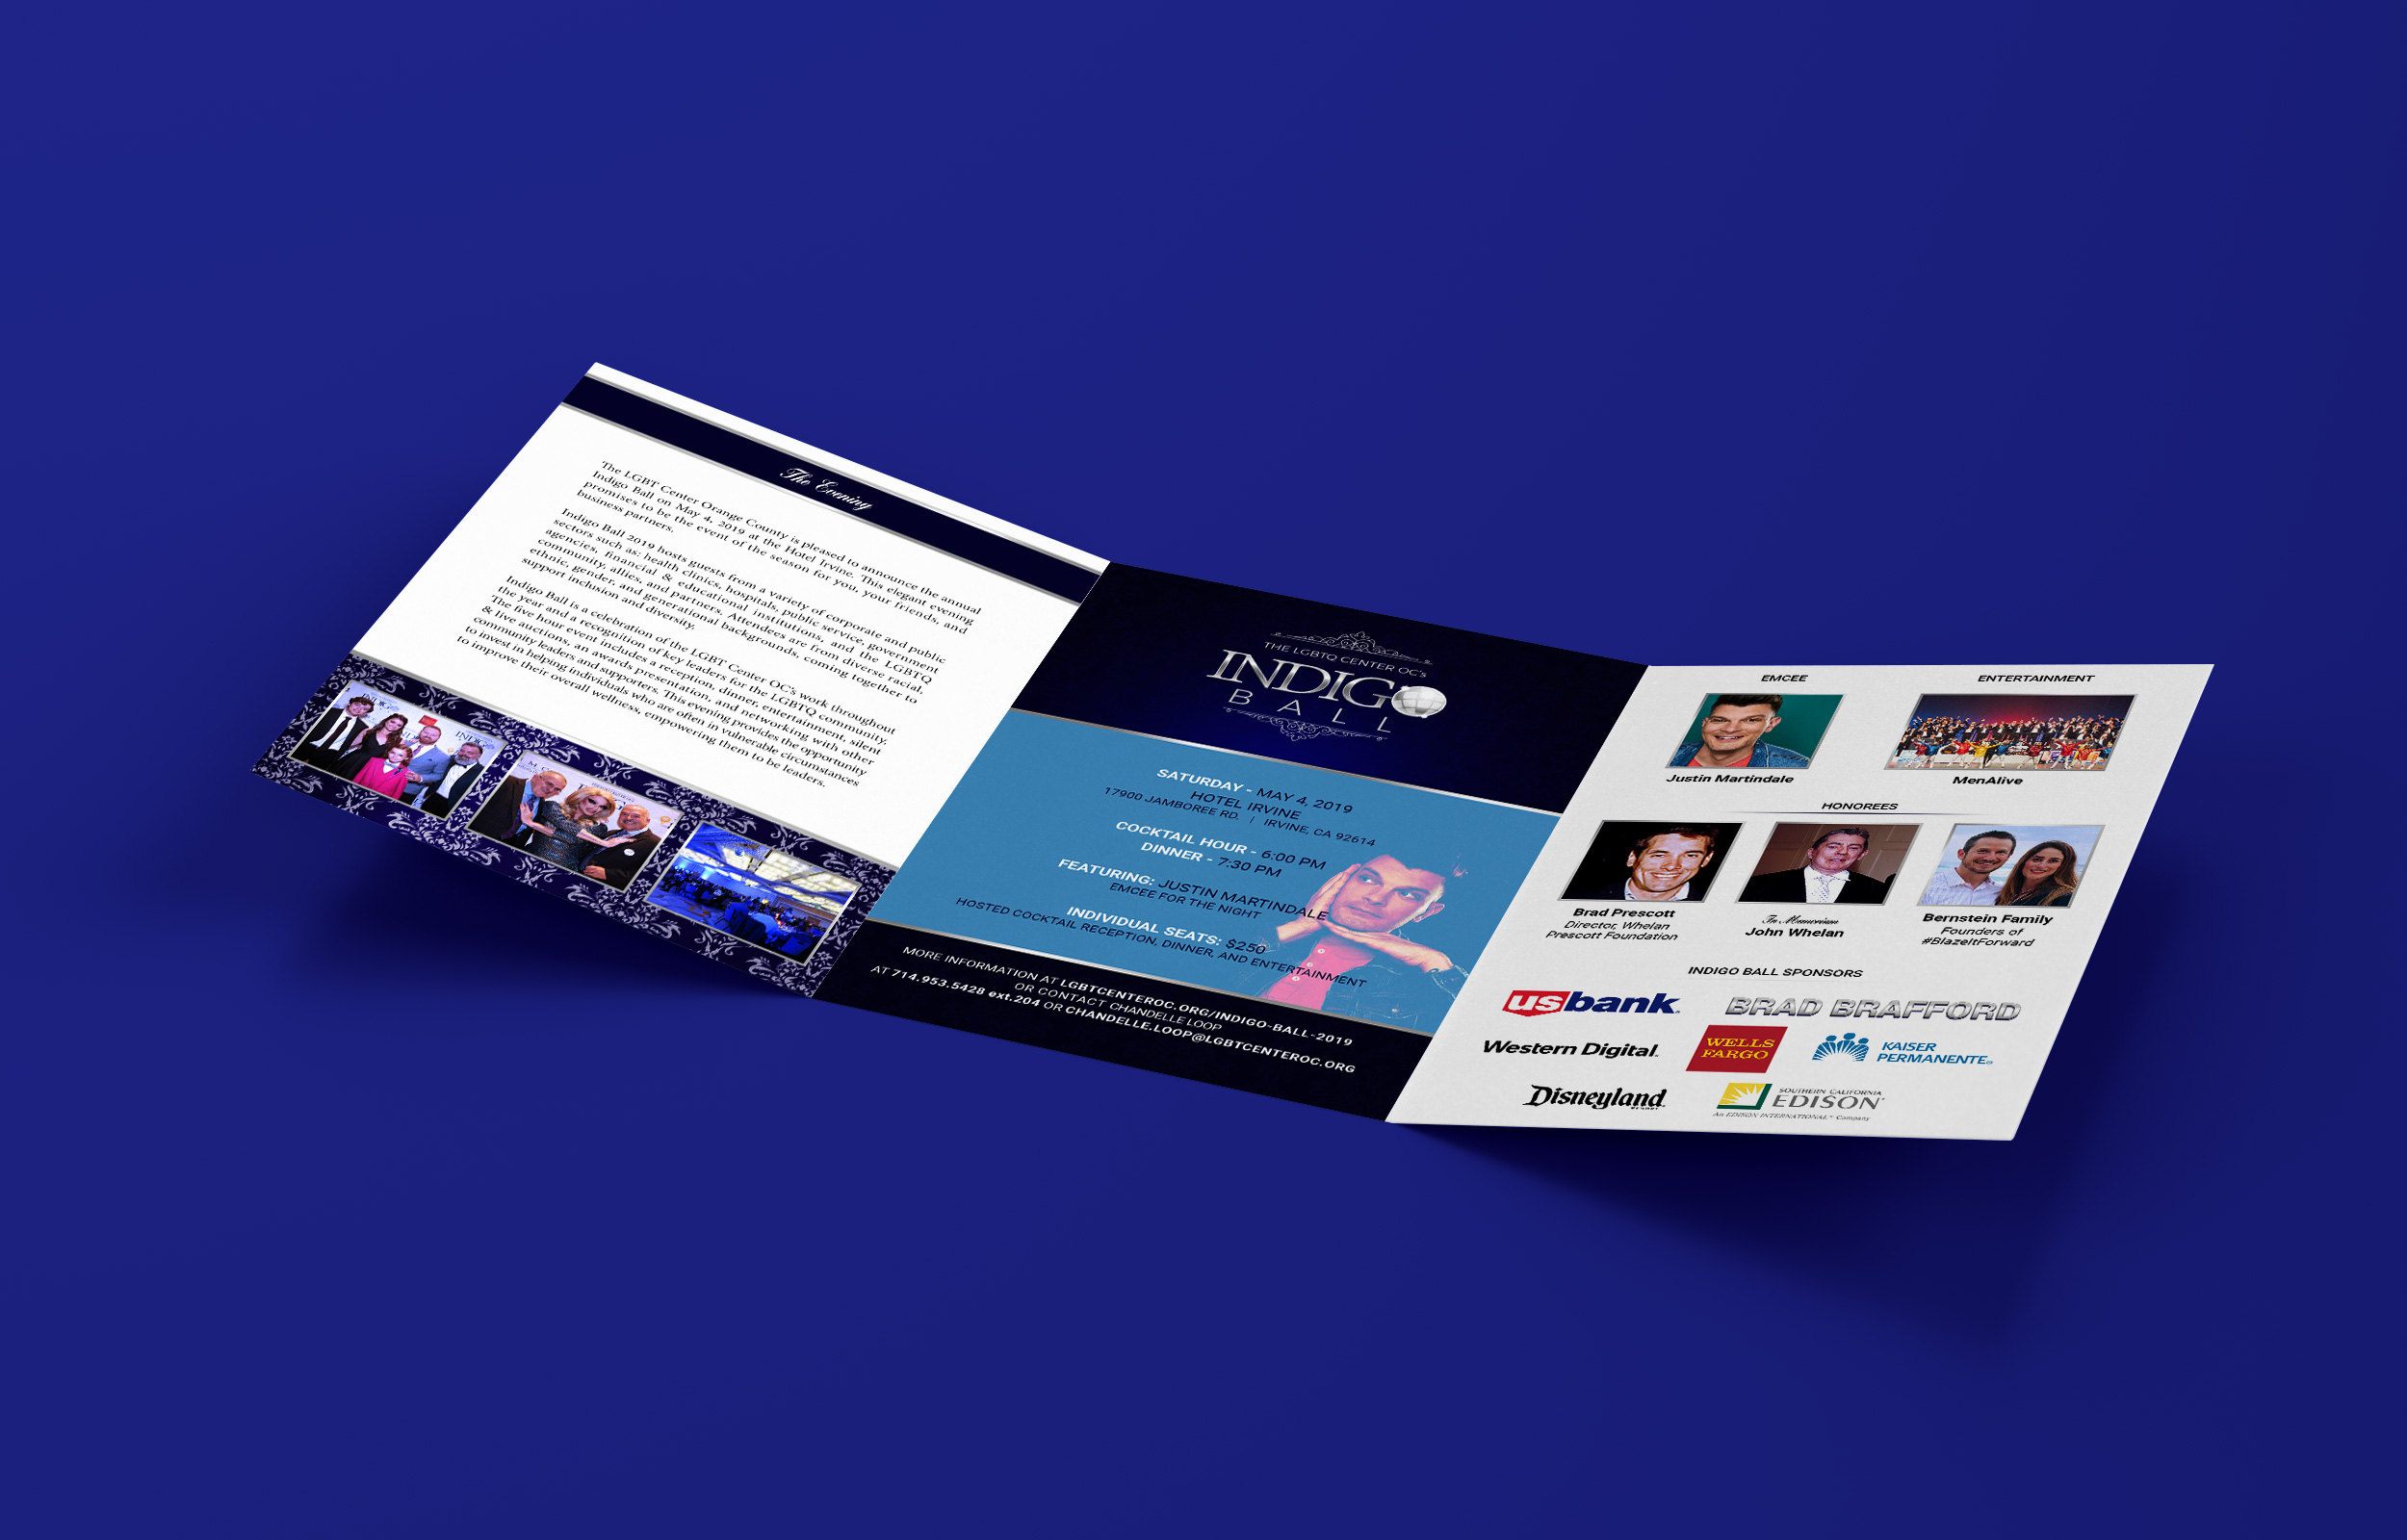 The Evening
The LGBT Center Orange County is pleased to announce the annual
Indigo Ball on May 4, 2019 at the Hotel Irvine. This elegant evening
promises to be the event of the season for you, your friends, and
business partners.
Indigo Ball 2019 hosts guests from a variety of corporate and public
sectors such as: health clinics, hospitals, public service, government
agencies, financial & educational institutions, and the LGBTQ
community, allies, and partners. Attendees are from diverse racial,
ethnic, gender, and generational backgrounds, coming together to
support inclusion and diversity.
Indigo Ball is a celebration of the LGBT Center OC's work throughout
the year and a recognition of key leaders for the LGBTQ community.
The five hour event includes a reception, dinner, entertainment, silent
& live auctions, an awards presentation, and networking with other
community leaders and supporters. This evening provides the opportunity
to invest in helping individuals who are often in vulnerable circumstances
to improve their overall wellness, empowering them to be leaders.
THE LGBTQ CENTER OC's
INDIGO
BALL
SATURDAY - MAY 4, 2019
HOTEL IRVINE
17900 JAMBOREE RD. / IRVINE, CA 92614
COCKTAIL HOUR - 6:00 PM
DINNER - 7:30 PM
FEATURING: JUSTIN MARTINDALE
EMCEE FOR THE NIGHT
INDIVIDUAL SEATS: $250
HOSTED COCKTAIL RECEPTION, DINNER, AND ENTERTAINMENT
MORE INFORMATION AT LGBTCENTEROC.ORG/INDIGO-BALL-2019
OR CONTACT CHANDELLE LOOP
AT 714.953.5428 ext.204 OR CHANDELLE.LOOP@LGBTCENTEROC.ORG
EMCEE ENTERTAINMENT
Justin Martindale MenAlive
HONOREES
Brad Prescott
Director, Whelan
Prescott Foundation
In Memoriam
John Whelan
Bernstein Family
Founders of
#BlazeItForward
INDIGO BALL SPONSORS
usbank BRAD BRAFFORD
Western Digital. WELLS
FARGO
KAISER
PERMANENTE®
Disneyland
RESORT
SOUTHERN CALIFORNIA
EDISON®
An EDISON INTERNATIONAL® Company